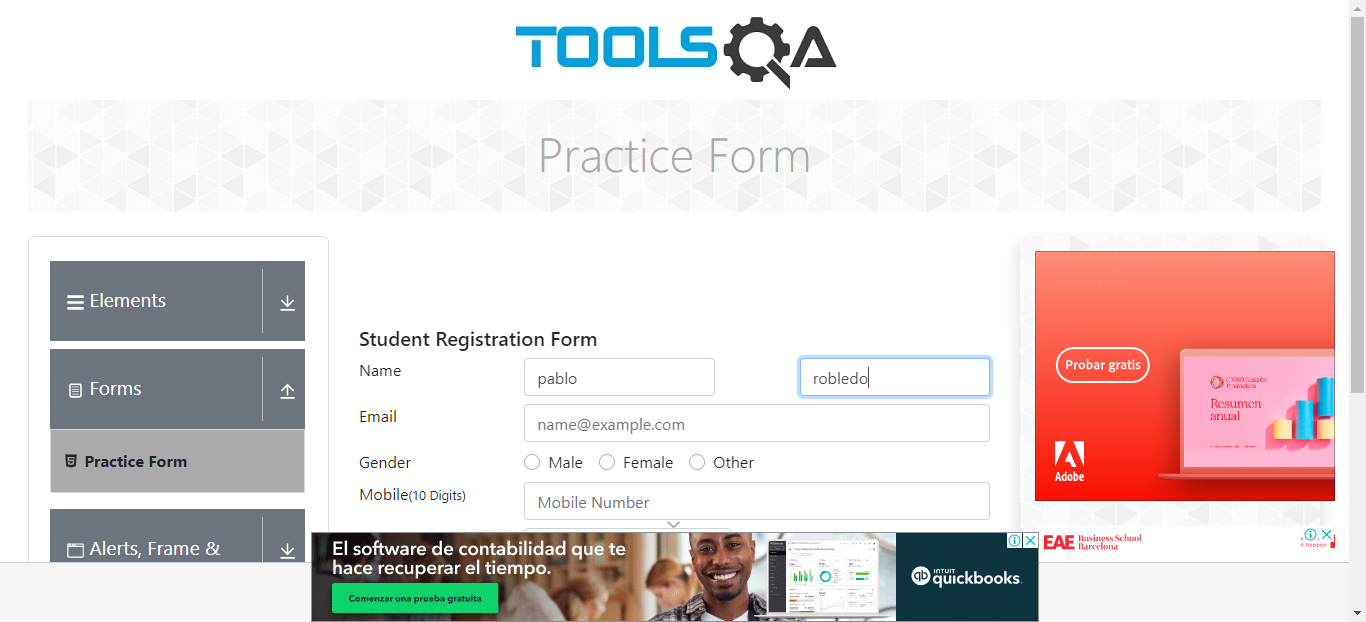 TOOLSQA
Practice Form
Elements
Forms
Practice Form
Alerts, Frame &
Student Registration Form
Name
pablo
robledo
Email
name@example.com
Gender
Male
Female
Other
Mobile(10 Digits)
Mobile Number
Probar gratis
Resumen
anual
Adobe
EAE Business School
Barcelona
El software de contabilidad que te
hace recuperar el tiempo.
Comenzar una prueba gratuita
INTUIT
quickbooks.